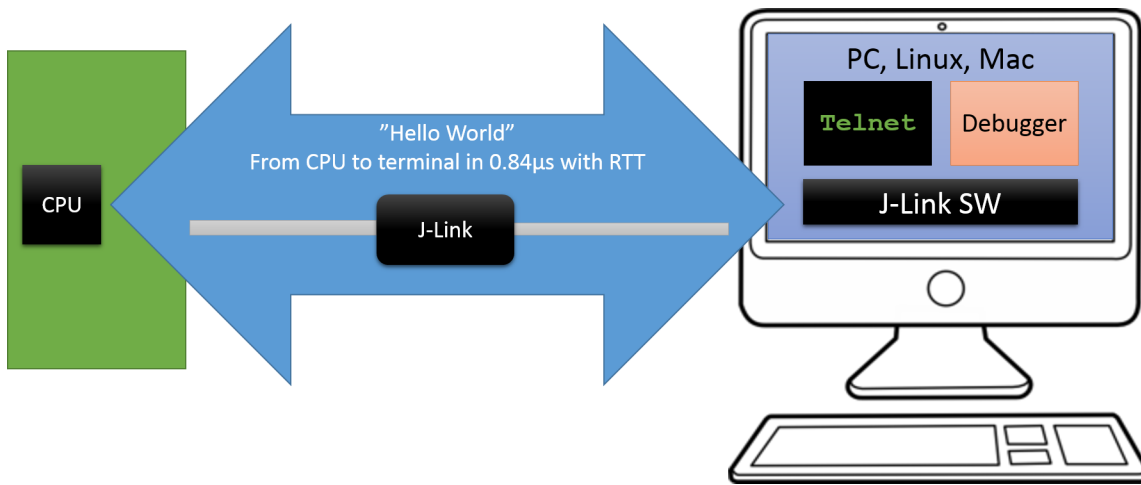 PC, Linux, Mac
Telnet
Debugger
”Hello World”
From CPU to terminal in 0.84µs with RTT
CPU
J-Link
J-Link SW